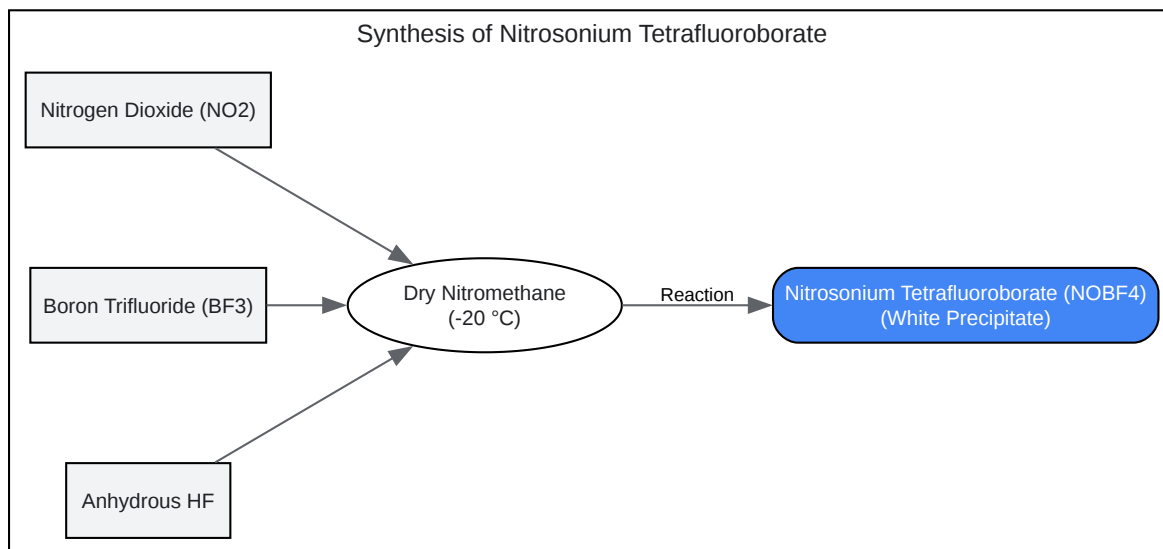 Synthesis of Nitrosonium Tetrafluoroborate
Nitrogen Dioxide (NO2)
Boron Trifluoride (BF3)
Anhydrous HF
Dry Nitromethane
(-20 °C)
Reaction
Nitrosonium Tetrafluoroborate (NOBF4)
(White Precipitate)